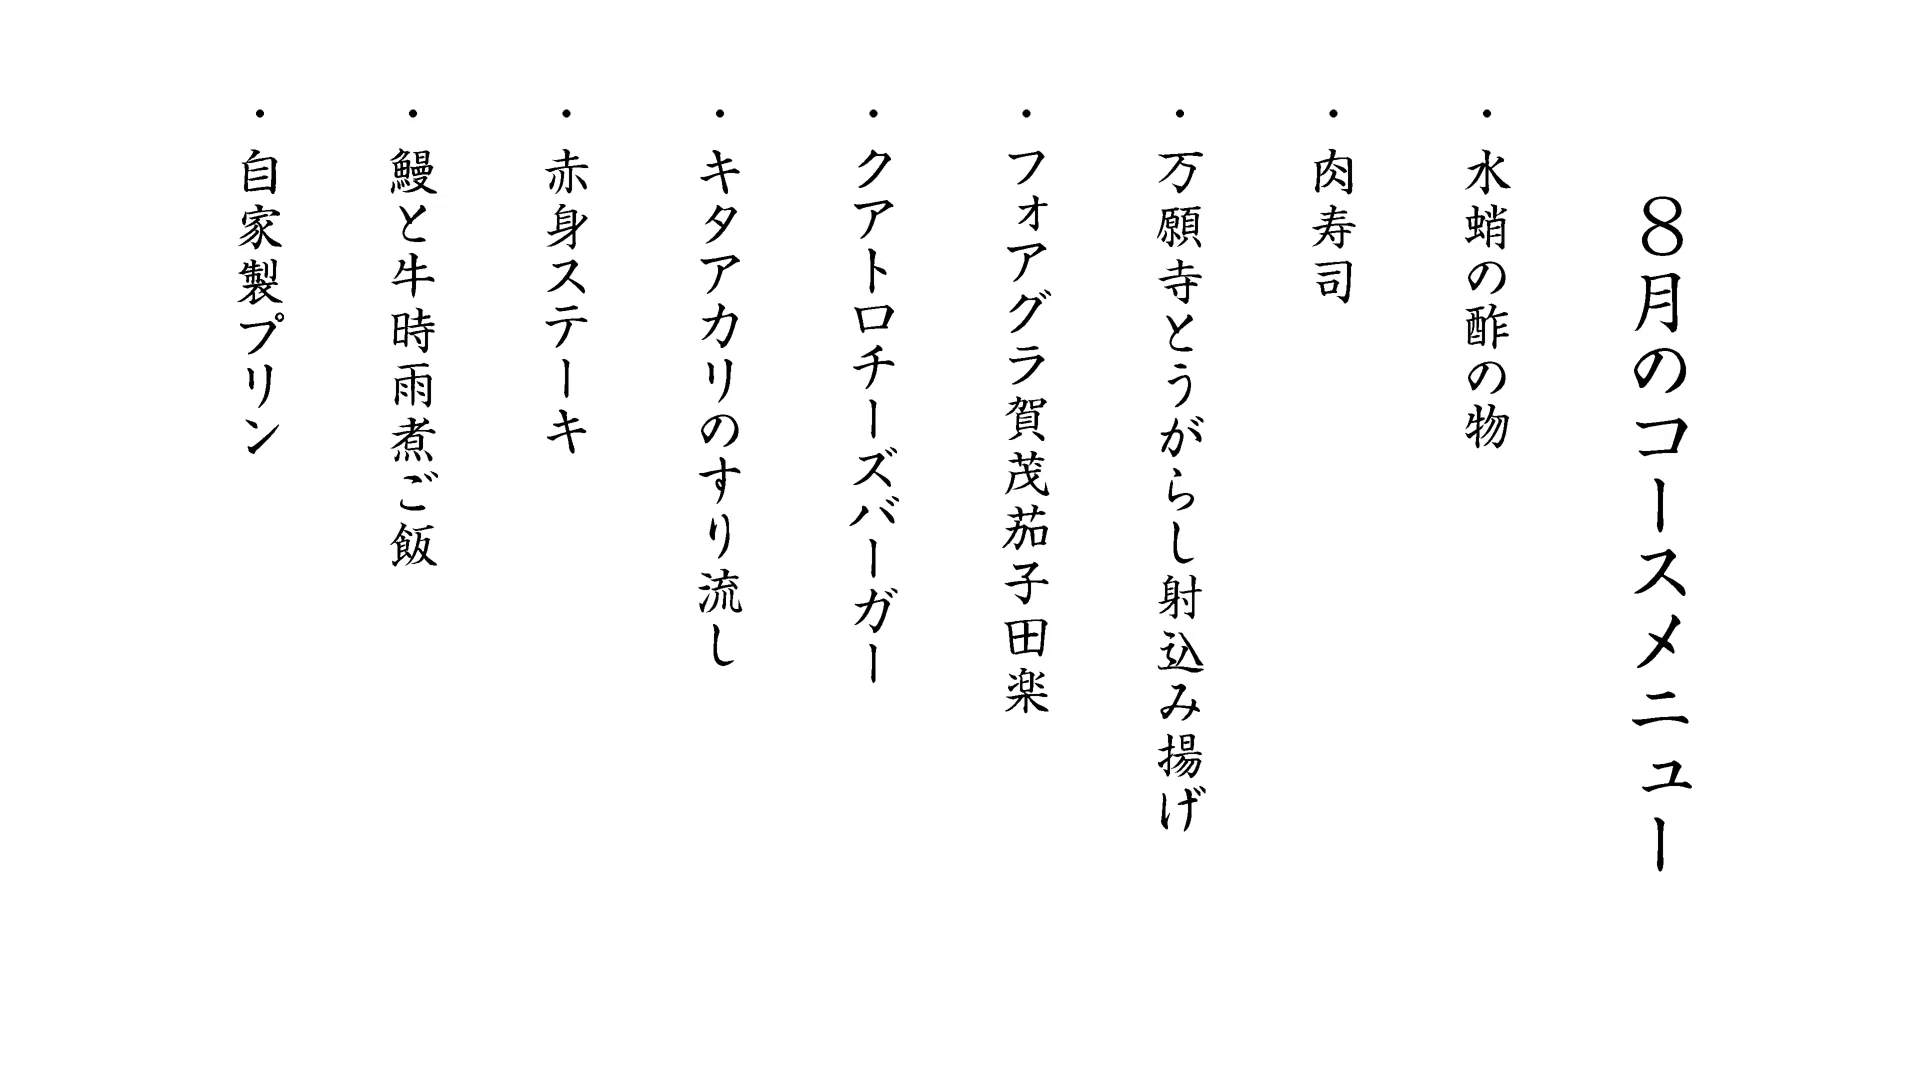 8月のコースメニュー
・水蛸の酢の物
・肉寿司
・万願寺とうがらし射込み揚げ
・フォアグラ賀茂茄子田楽
・クアトロチーズバーガー
・キタアカリのすり流し
・赤身ステーキ
・鰻と牛時雨煮ご飯
・自家製プリン